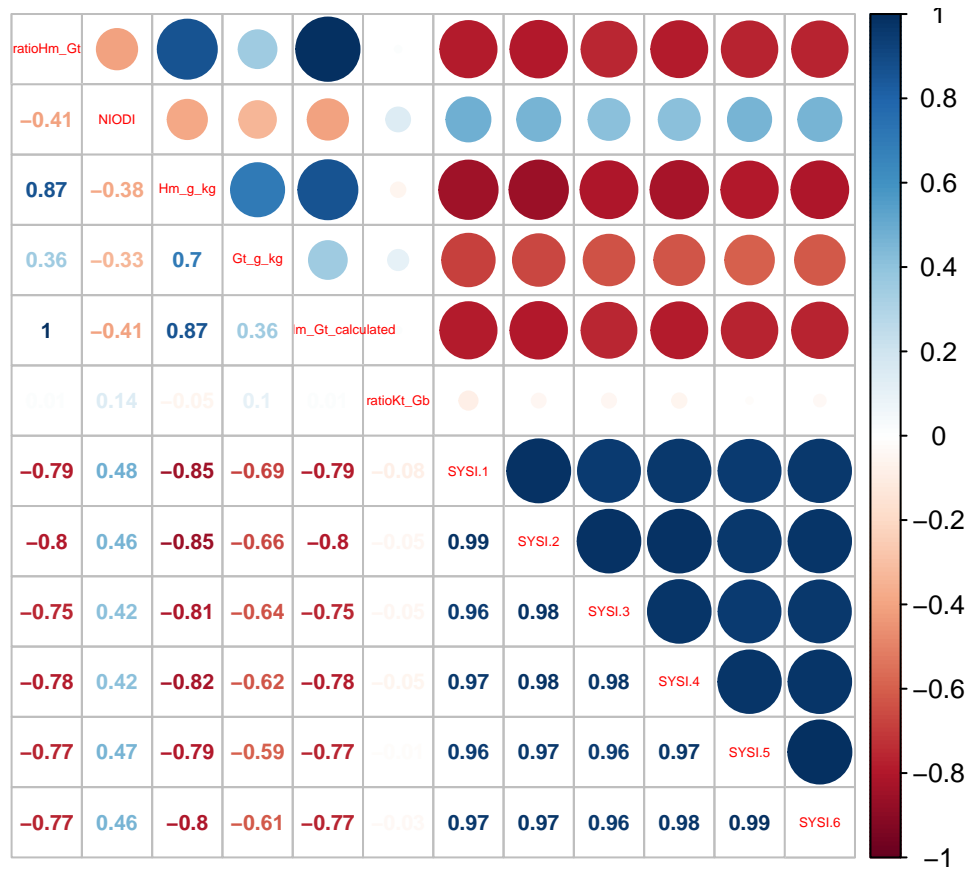 ratioHm_Gt
−0.41 NIODI
0.87 −0.38 Hm_g_kg
0.36 −0.33 0.7 Gt_g_kg
1 −0.41 0.87 0.36 lm_Gt_calculated
0.01 0.14 −0.05 0.1 0.01 ratioKt_Gb
−0.79 0.48 −0.85 −0.69 −0.79 −0.08 SYSI.1
−0.8 0.46 −0.85 −0.66 −0.8 −0.05 0.99 SYSI.2
−0.75 0.42 −0.81 −0.64 −0.75 −0.05 0.96 0.98 SYSI.3
−0.78 0.42 −0.82 −0.62 −0.78 −0.05 0.97 0.98 0.98 SYSI.4
−0.77 0.47 −0.79 −0.59 −0.77 −0.01 0.96 0.97 0.96 0.97 SYSI.5
−0.77 0.46 −0.8 −0.61 −0.77 −0.03 0.97 0.97 0.96 0.98 0.99 SYSI.6
1
0.8
0.6
0.4
0.2
0
−0.2
−0.4
−0.6
−0.8
−1